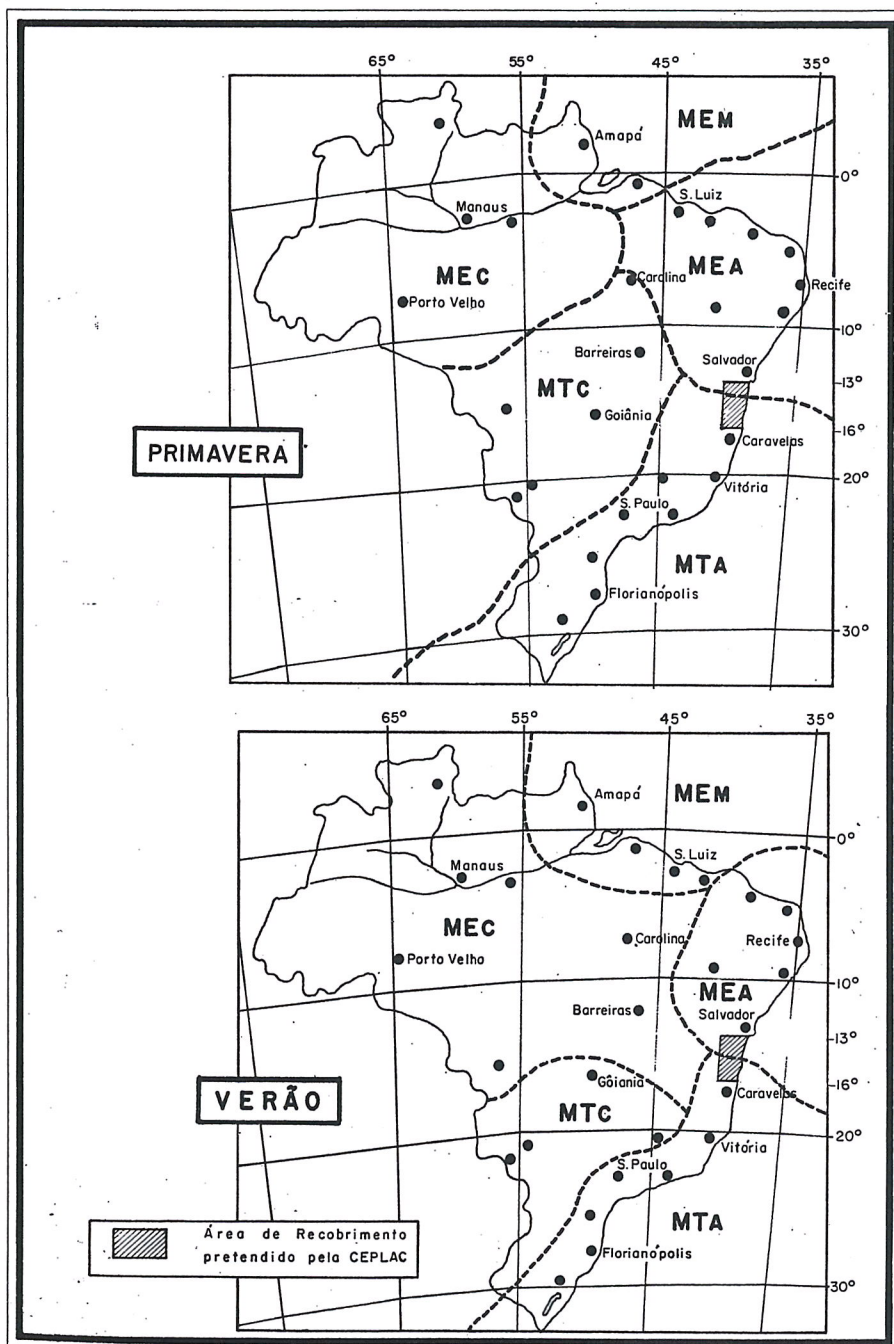 65°
55°
45°
35°
MEM
Amapá
0°
S. Luiz
Manaus
MEC
Carolina
MEA
Recife
Porto Velho
10°
Barreiras
Salvador
-13°
MTC
Goiânia
-16°
Caravelas
PRIMAVERA
20°
Vitória
S. Paulo
MTA
Florianópolis
30°
65°
55°
45°
35°
Amapá
MEM
0°
S. Luiz
Manaus
MEC
Carolina
Recife
Porto Velho
10°
MEA
Barreiras
Salvador
-13°
Gôiania
-16°
Caravelas
VERÃO
MTC
20°
Vitória
S. Paulo
MTA
Área de Recobrimento
pretendido pela CEPLAC
Florianópolis
30°